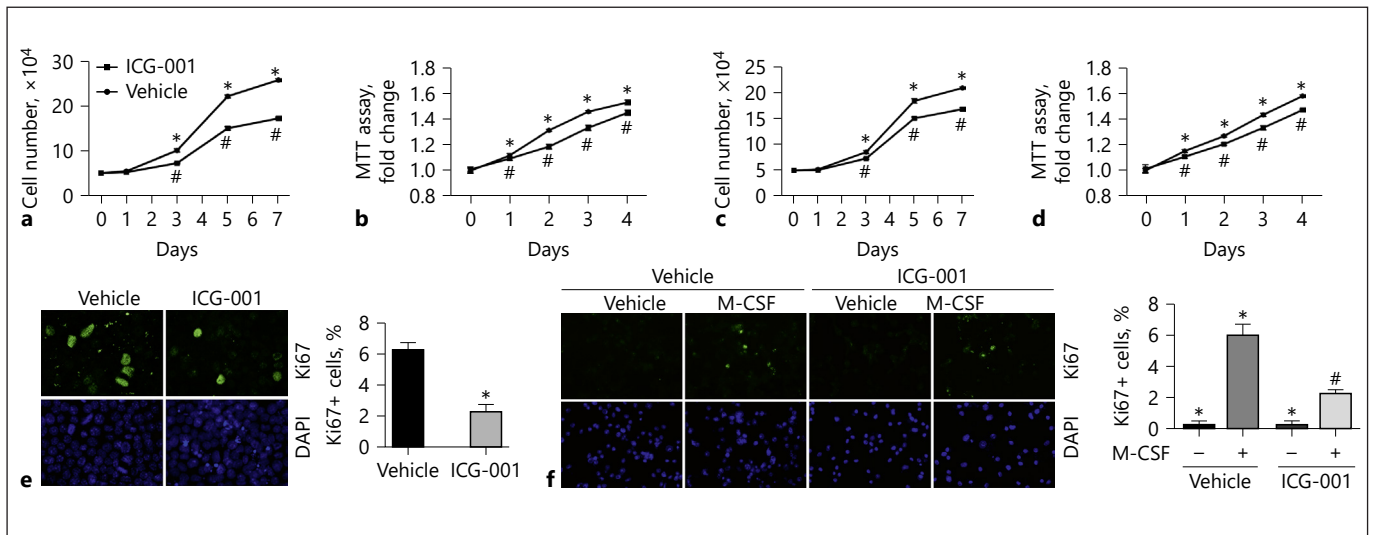 Cell number, ×10⁴
30
20
10
0
ICG-001
Vehicle
*
*
*
#
#
#
0 1 2 3 4 5 6 7
Days
a
MTT assay,
fold change
1.8
1.6
1.4
1.2
1.0
0.8
*
*
*
*
#
#
#
#
0 1 2 3 4
Days
b
Cell number, ×10⁴
25
20
15
10
5
0
*
*
*
#
#
#
0 1 2 3 4 5 6 7
Days
c
MTT assay,
fold change
1.8
1.6
1.4
1.2
1.0
0.8
*
*
*
*
#
#
#
#
0 1 2 3 4
Days
d
Vehicle ICG-001
Ki67
DAPI
e
Ki67+ cells, %
8
6
4
2
0
*
Vehicle ICG-001
Vehicle ICG-001
Vehicle M-CSF Vehicle M-CSF
Ki67
DAPI
f
Ki67+ cells, %
8
6
4
2
0
*
*
*
#
M-CSF – + – +
Vehicle ICG-001